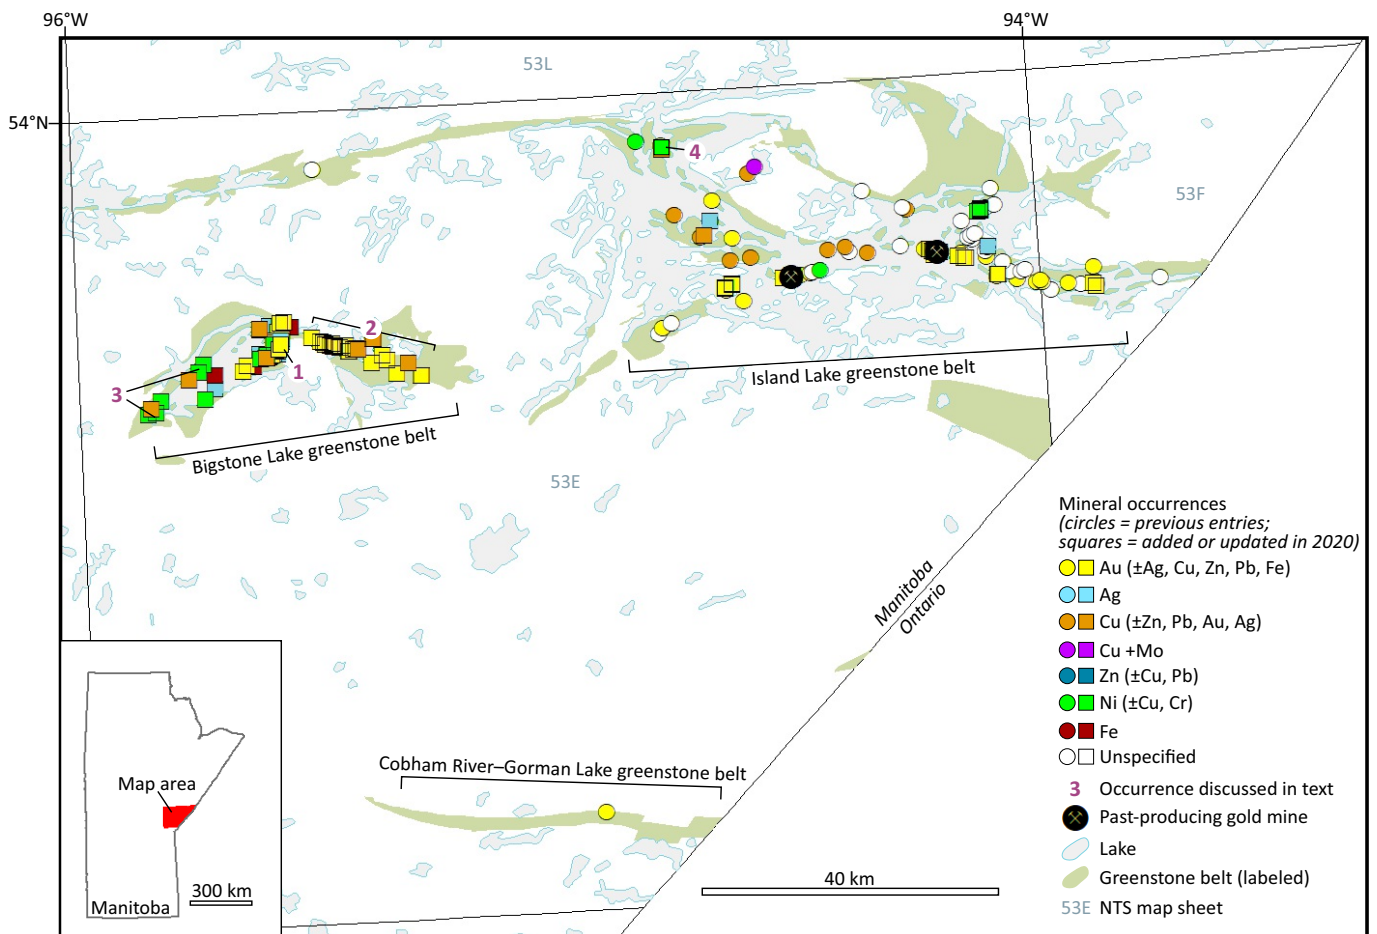 96°W
94°W
53L
54°N
4
53F
2
1
3
Island Lake greenstone belt
Bigstone Lake greenstone belt
53E
Manitoba
Ontario
Mineral occurrences
(circles = previous entries;
squares = added or updated in 2020)
Au (±Ag, Cu, Zn, Pb, Fe)
Ag
Cu (±Zn, Pb, Au, Ag)
Cu +Mo
Zn (±Cu, Pb)
Ni (±Cu, Cr)
Fe
Unspecified
3 Occurrence discussed in text
Past-producing gold mine
Lake
Greenstone belt (labeled)
53E NTS map sheet
Cobham River–Gorman Lake greenstone belt
40 km
Map area
300 km
Manitoba